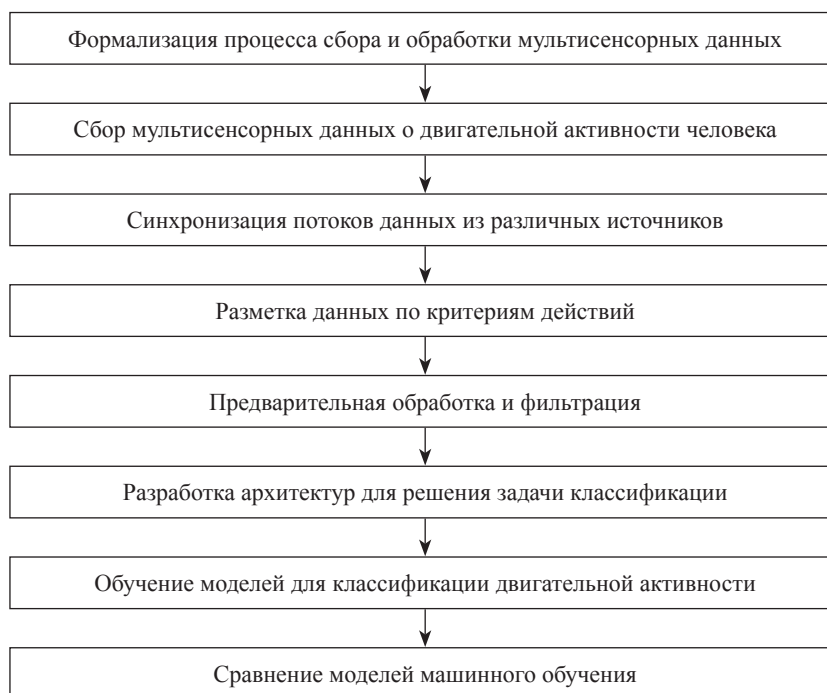 Формализация процесса сбора и обработки мультисенсорных данных
Сбор мультисенсорных данных о двигательной активности человека
Синхронизация потоков данных из различных источников
Разметка данных по критериям действий
Предварительная обработка и фильтрация
Разработка архитектур для решения задачи классификации
Обучение моделей для классификации двигательной активности
Сравнение моделей машинного обучения